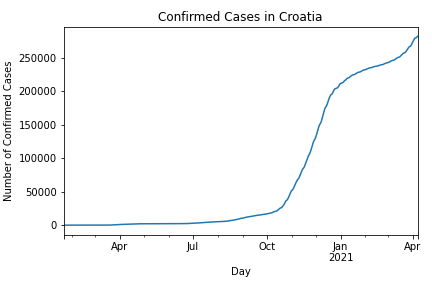 Confirmed Cases in Croatia
Number of Confirmed Cases
250000
200000
150000
100000
50000
0
Apr
Jul
Oct
Jan
2021
Apr
Day